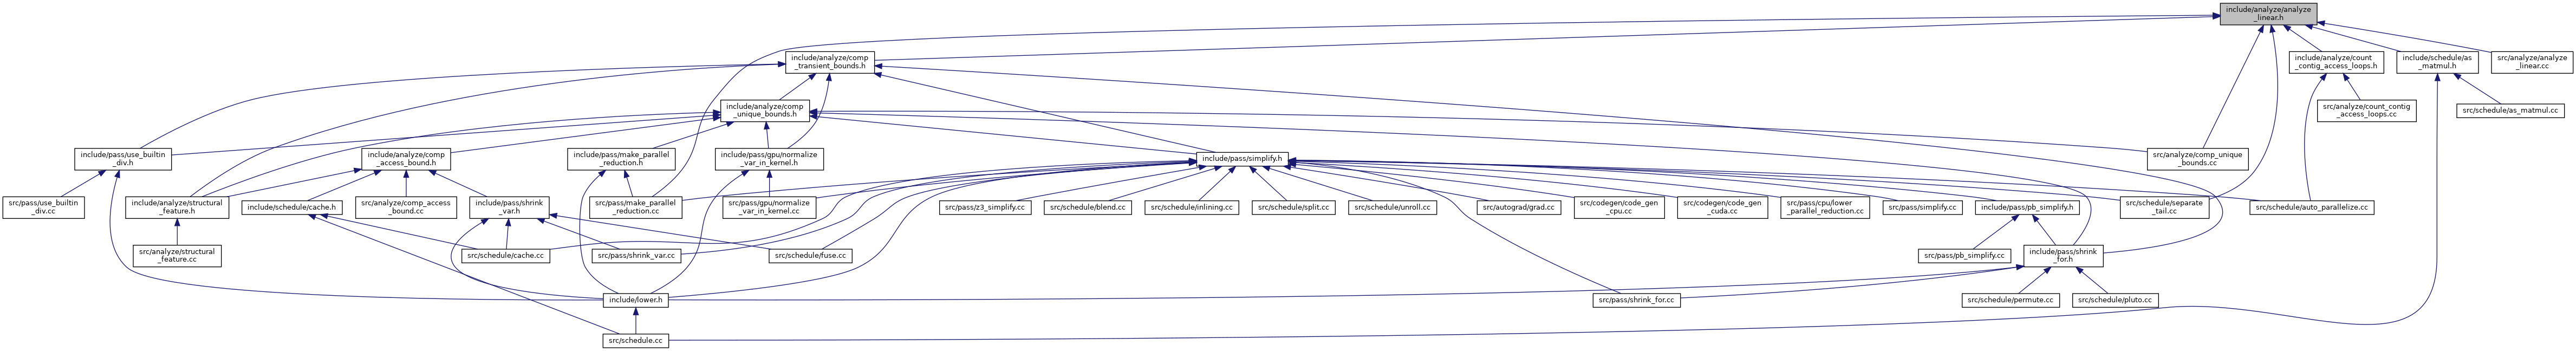 include/analyze/analyze
_linear.h
include/analyze/comp
_transient_bounds.h
include/analyze/count
_contig_access_loops.h
include/schedule/as
_matmul.h
src/analyze/analyze
_linear.cc
include/analyze/comp
_unique_bounds.h
src/analyze/count_contig
_access_loops.cc
src/schedule/as_matmul.cc
include/pass/use_builtin
_div.h
include/analyze/comp
_access_bound.h
include/pass/make_parallel
_reduction.h
include/pass/gpu/normalize
_var_in_kernel.h
include/pass/simplify.h
src/analyze/comp_unique
_bounds.cc
src/pass/use_builtin
_div.cc
include/analyze/structural
_feature.h
include/schedule/cache.h
src/analyze/comp_access
_bound.cc
include/pass/shrink
_var.h
src/pass/make_parallel
_reduction.cc
src/pass/gpu/normalize
_var_in_kernel.cc
src/pass/z3_simplify.cc
src/schedule/blend.cc
src/schedule/inlining.cc
src/schedule/split.cc
src/schedule/unroll.cc
src/autograd/grad.cc
src/codegen/code_gen
_cpu.cc
src/codegen/code_gen
_cuda.cc
src/pass/cpu/lower
_parallel_reduction.cc
src/pass/simplify.cc
include/pass/pb_simplify.h
src/schedule/separate
_tail.cc
src/schedule/auto_parallelize.cc
src/analyze/structural
_feature.cc
src/schedule/cache.cc
src/pass/shrink_var.cc
src/schedule/fuse.cc
src/pass/pb_simplify.cc
include/pass/shrink
_for.h
include/lower.h
src/pass/shrink_for.cc
src/schedule/permute.cc
src/schedule/pluto.cc
src/schedule.cc